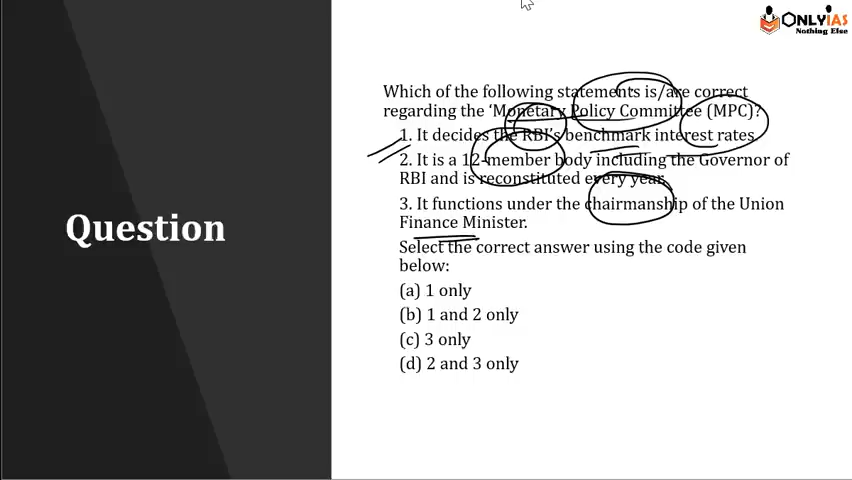 ONLYIAS
Nothing Else
Which of the following statements is/are correct
regarding the ‘Monetary Policy Committee (MPC)?
1. It decides the RBI’s benchmark interest rates.
2. It is a 12-member body including the Governor of
RBI and is reconstituted every year.
3. It functions under the chairmanship of the Union
Finance Minister.
Select the correct answer using the code given
below:
(a) 1 only
(b) 1 and 2 only
(c) 3 only
(d) 2 and 3 only
Question